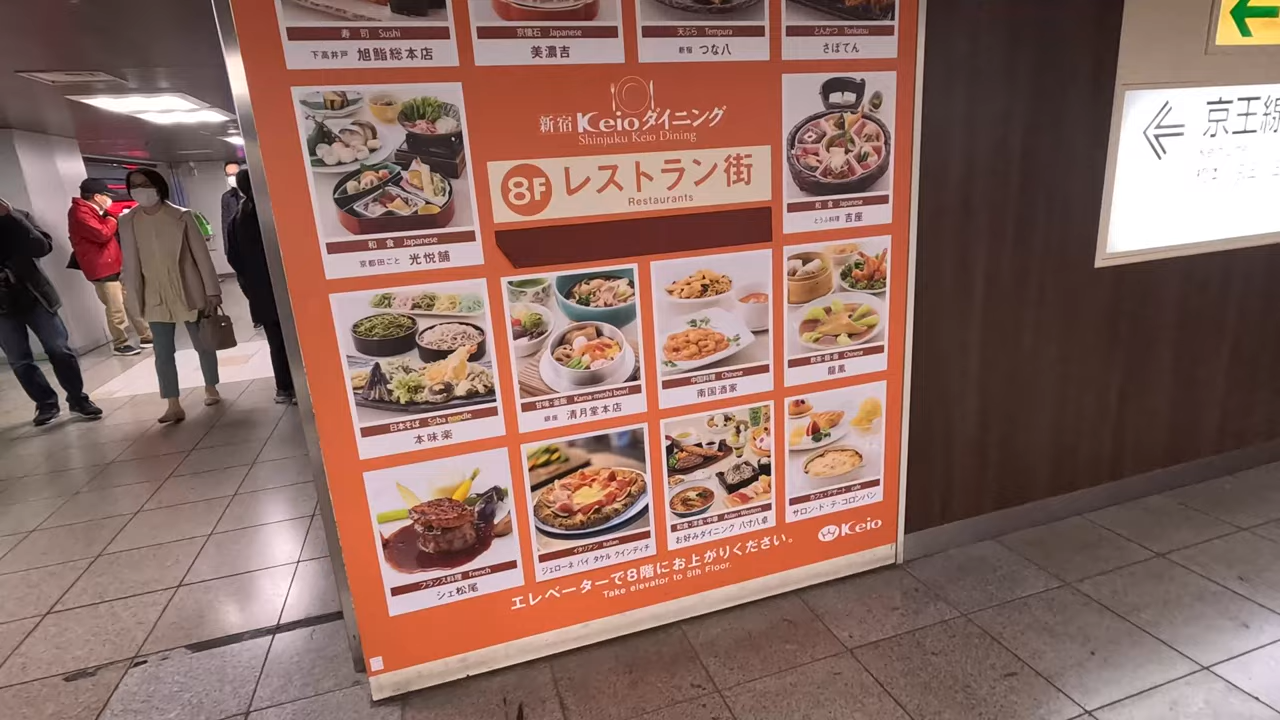 寿司 Sushi
下高井戸 旭鮨総本店
京懐石 Japanese
美濃吉
天ぷら Tempura
新宿 つな八
とんかつ Tonkatsu
さぼてん
新宿 Keioダイニング
Shinjuku Keio Dining
8F レストラン街
Restaurants
和食 Japanese
京都田ごと 光悦舗
和食 Japanese
とうふ料理 吉座
日本そば Soba noodle
本味楽
甘味・釜飯 Kama-meshi bowl
銀座 清月堂本店
中国料理 Chinese
南国酒家
飲茶・麺・飯 Chinese
龍鳳
フランス料理 French
シェ松尾
イタリアン Italian
ジェローネ バイ タケル クインディチ
和食・洋食・中華 Asian・Western
お好みダイニング 八寸八卓
カフェ・デザート cafe
サロン・ド・テ・コロンバン
エレベーターで8階にお上がりください。
Take elevator to 8th Floor.
Keio
京王線